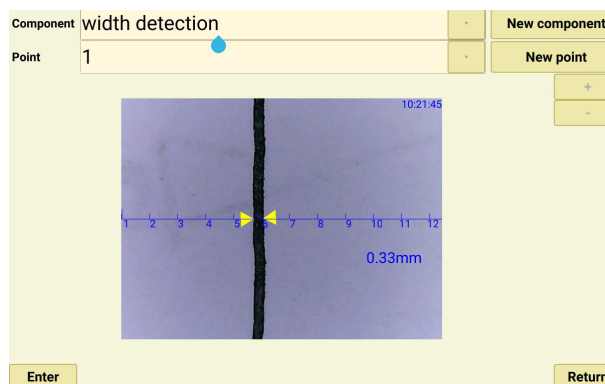 Component width detection - New component
Point 1 - New point
+
-
10:21:45
1 2 3 4 5 6 7 8 9 10 11 12
0.33mm
Enter Return